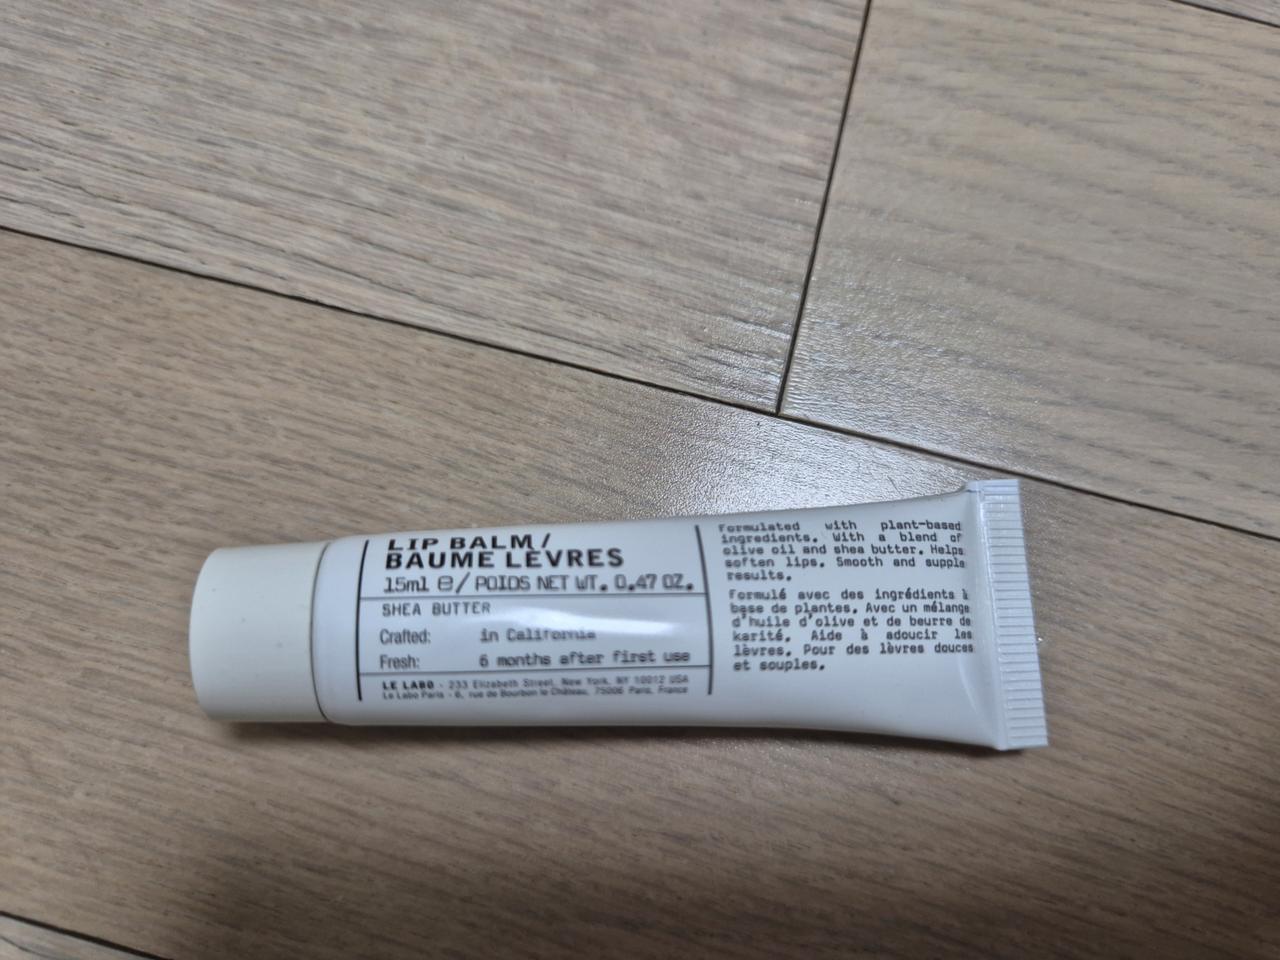 LIP BALM/
BAUME LÈVRES
15ml e/POIDS NET WT. 0.47 OZ.
SHEA BUTTER
Crafted: in California
Fresh: 6 months after first use
LE LABO - 233 Elizabeth Street, New York, NY 10012 USA
Le Labo Paris - 6, rue de Bourbon le Château, 75006 Paris, France
Formulated with plant-based
ingredients. With a blend of
olive oil and shea butter. Helps
soften lips. Smooth and supple
results.
Formulé avec des ingrédients à
base de plantes. Avec un mélange
d'huile d'olive et de beurre de
karité. Aide à adoucir les
lèvres. Pour des lèvres douces
et souples.